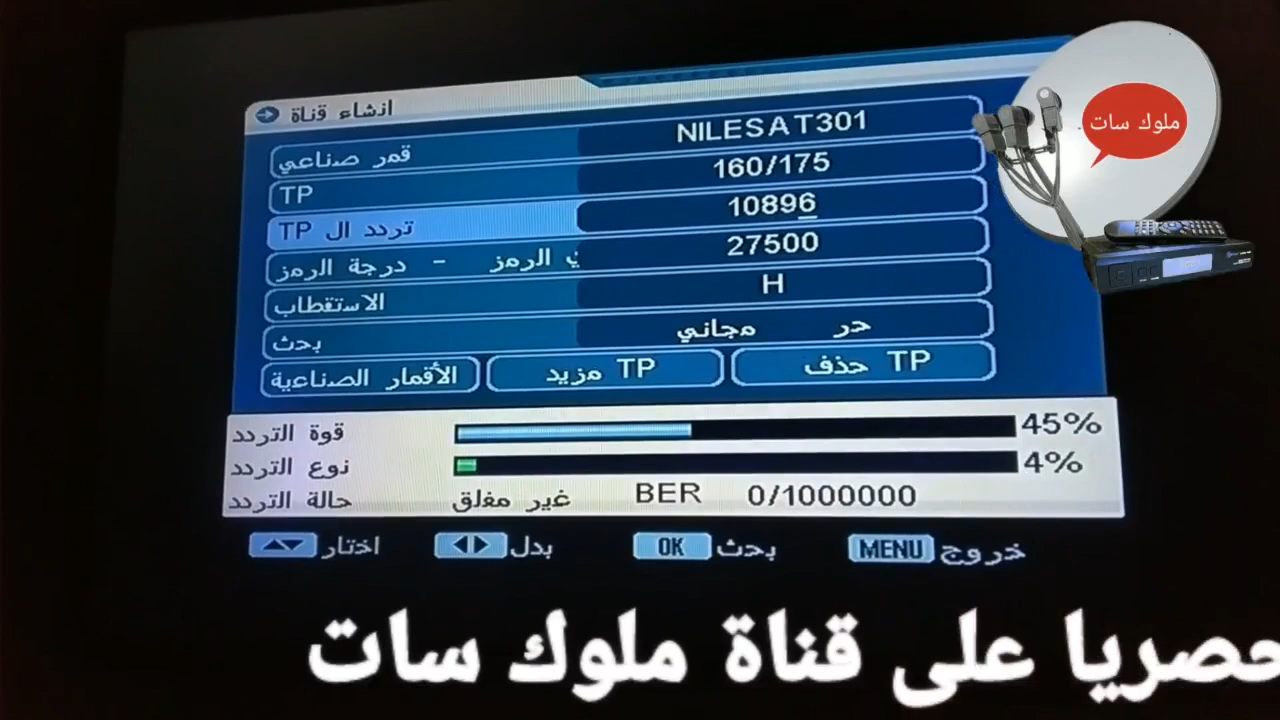 انشاء قناة
قمر صناعي NILESAT301
TP 160/175
تردد ال TP 10896
ي الرمز - درجة الرمز 27500
الاستقطاب H
بحث حر مجاني
الأقمار الصناعية مزيد TP حذف TP
قوة التردد 45%
نوع التردد 4%
حالة التردد غير مغلق BER 0/1000000
اختار بدل OK بحث MENU خروج
ملوك سات
حصريا على قناة ملوك سات